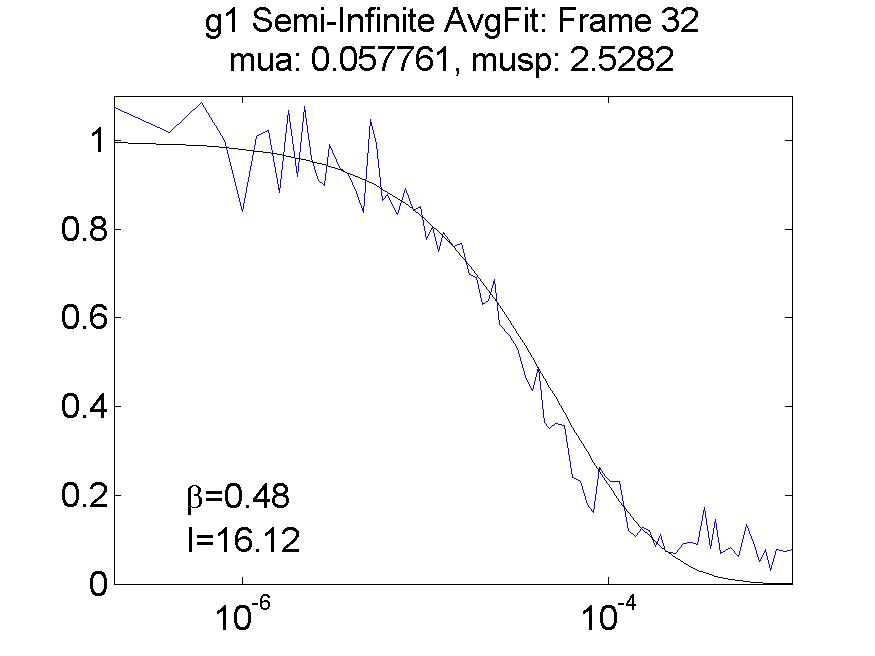 g1 Semi-Infinite AvgFit: Frame 32
mua: 0.057761, musp: 2.5282
1
0.8
0.6
0.4
0.2
0
β=0.48
I=16.12
10^-6
10^-4